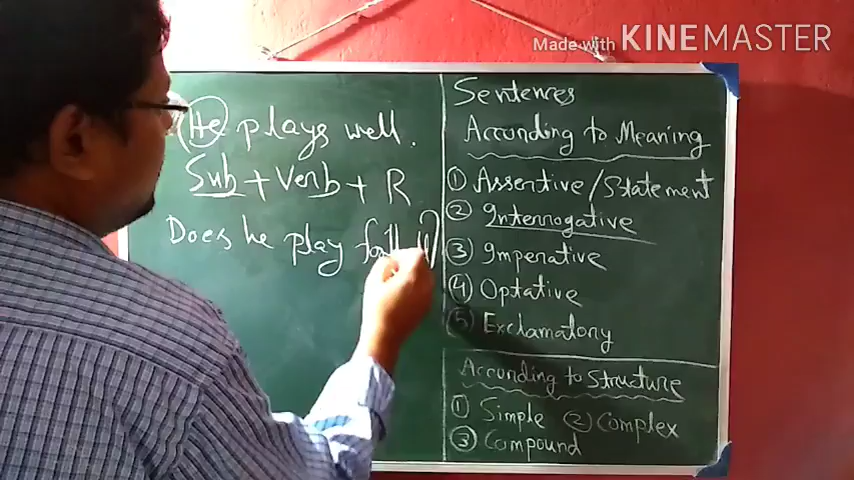 Made with KINEMASTER
He plays well.
Sub + Verb + R
Does he play
Sentences
According to Meaning
① Assertive/Statement
② Interrogative
③ Imperative
④ Optative
⑤ Exclamatory
According to Structure
① Simple ② Complex
③ Compound